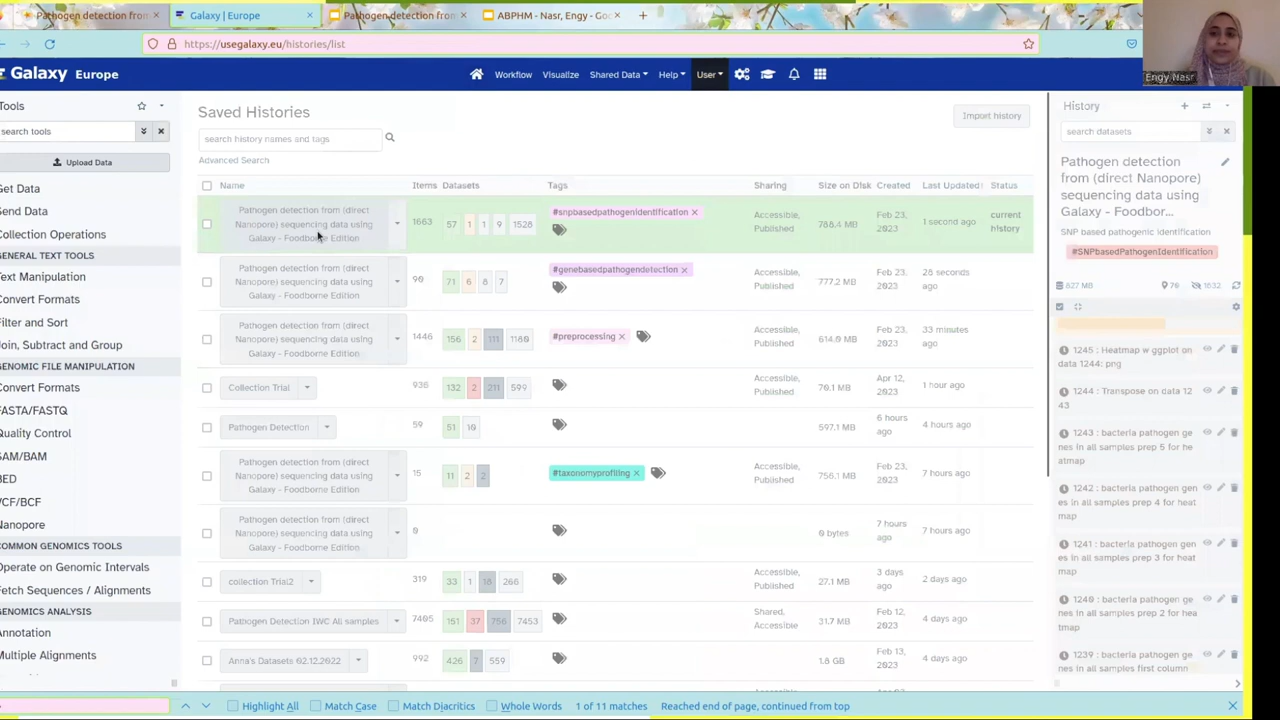 Pathogen detection from
Galaxy | Europe
Pathogen detection from
ABPHM - Nasr, Engy - Goo
https://usegalaxy.eu/histories/list
Engy Nasr
Galaxy Europe
Workflow
Visualize
Shared Data
Help
User
Tools
search tools
Upload Data
Get Data
Send Data
Collection Operations
GENERAL TEXT TOOLS
Text Manipulation
Convert Formats
Filter and Sort
Join, Subtract and Group
GENOMIC FILE MANIPULATION
Convert Formats
FASTA/FASTQ
Quality Control
SAM/BAM
BED
VCF/BCF
Nanopore
COMMON GENOMICS TOOLS
Operate on Genomic Intervals
Fetch Sequences / Alignments
GENOMICS ANALYSIS
Annotation
Multiple Alignments
Saved Histories
Import history
search history names and tags
Advanced Search
Name Items Datasets Tags Sharing Size on Disk Created Last Updated↑ Status
Pathogen detection from (direct
Nanopore) sequencing data using
Galaxy - Foodborne Edition
1663
57 1 1 9 1528
#snpbasedpathogenidentification
Accessible,
Published
788.4 MB
Feb 23,
2023
1 second ago
current
history
Pathogen detection from (direct
Nanopore) sequencing data using
Galaxy - Foodborne Edition
90
71 6 8 7
#genebasedpathogendetection
Accessible,
Published
777.2 MB
Feb 23,
2023
28 seconds
ago
Pathogen detection from (direct
Nanopore) sequencing data using
Galaxy - Foodborne Edition
1446
156 2 111 1180
#preprocessing
Accessible,
Published
614.9 MB
Feb 23,
2023
33 minutes
ago
Collection Trial
936
132 2 211 599
Accessible,
Published
70.1 MB
Apr 12,
2023
1 hour ago
Pathogen Detection
59
51 10
597.1 MB
6 hours
ago
4 hours ago
Pathogen detection from (direct
Nanopore) sequencing data using
Galaxy - Foodborne Edition
15
11 2 2
#taxonomyprofiling
Accessible,
Published
756.1 MB
Feb 23,
2023
7 hours ago
Pathogen detection from (direct
Nanopore) sequencing data using
Galaxy - Foodborne Edition
0
0 bytes
7 hours
ago
7 hours ago
collection Trial2
319
33 1 18 266
Accessible,
Published
27.1 MB
3 days
ago
2 days ago
Pathogen Detection IWC All samples
7405
151 37 756 7453
Shared,
Accessible
31.7 MB
Feb 12,
2023
4 days ago
Anna's Datasets 02.12.2022
992
426 7 559
1.8 GB
Feb 13,
2023
4 days ago
History
search datasets
Pathogen detection
from (direct Nanopore)
sequencing data using
Galaxy - Foodbor...
SNP based pathogenic identification
#SNPbasedPathogenIdentification
827 MB
79
1632
1245 : Heatmap w ggplot on
data 1244: png
1244 : Transpose on data 12
43
1243 : bacteria pathogen ge
nes in all samples prep 5 for he
atmap
1242 : bacteria pathogen gen
es in all samples prep 4 for heat
map
1241 : bacteria pathogen gen
es in all samples prep 3 for heat
map
1240 : bacteria pathogen ge
nes in all samples prep 2 for hea
tmap
1239 : bacteria pathogen ge
nes in all samples first column
Highlight All
Match Case
Match Diacritics
Whole Words
1 of 11 matches
Reached end of page, continued from top